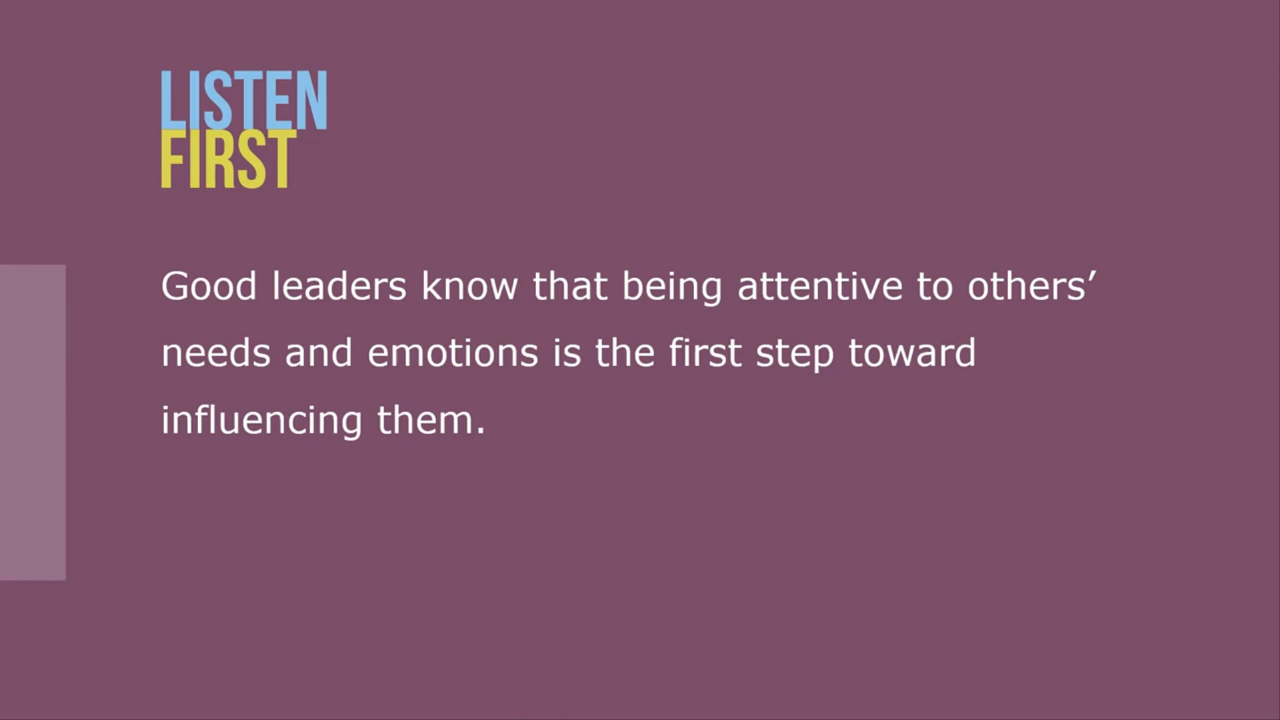 LISTEN
FIRST
Good leaders know that being attentive to others’
needs and emotions is the first step toward
influencing them.